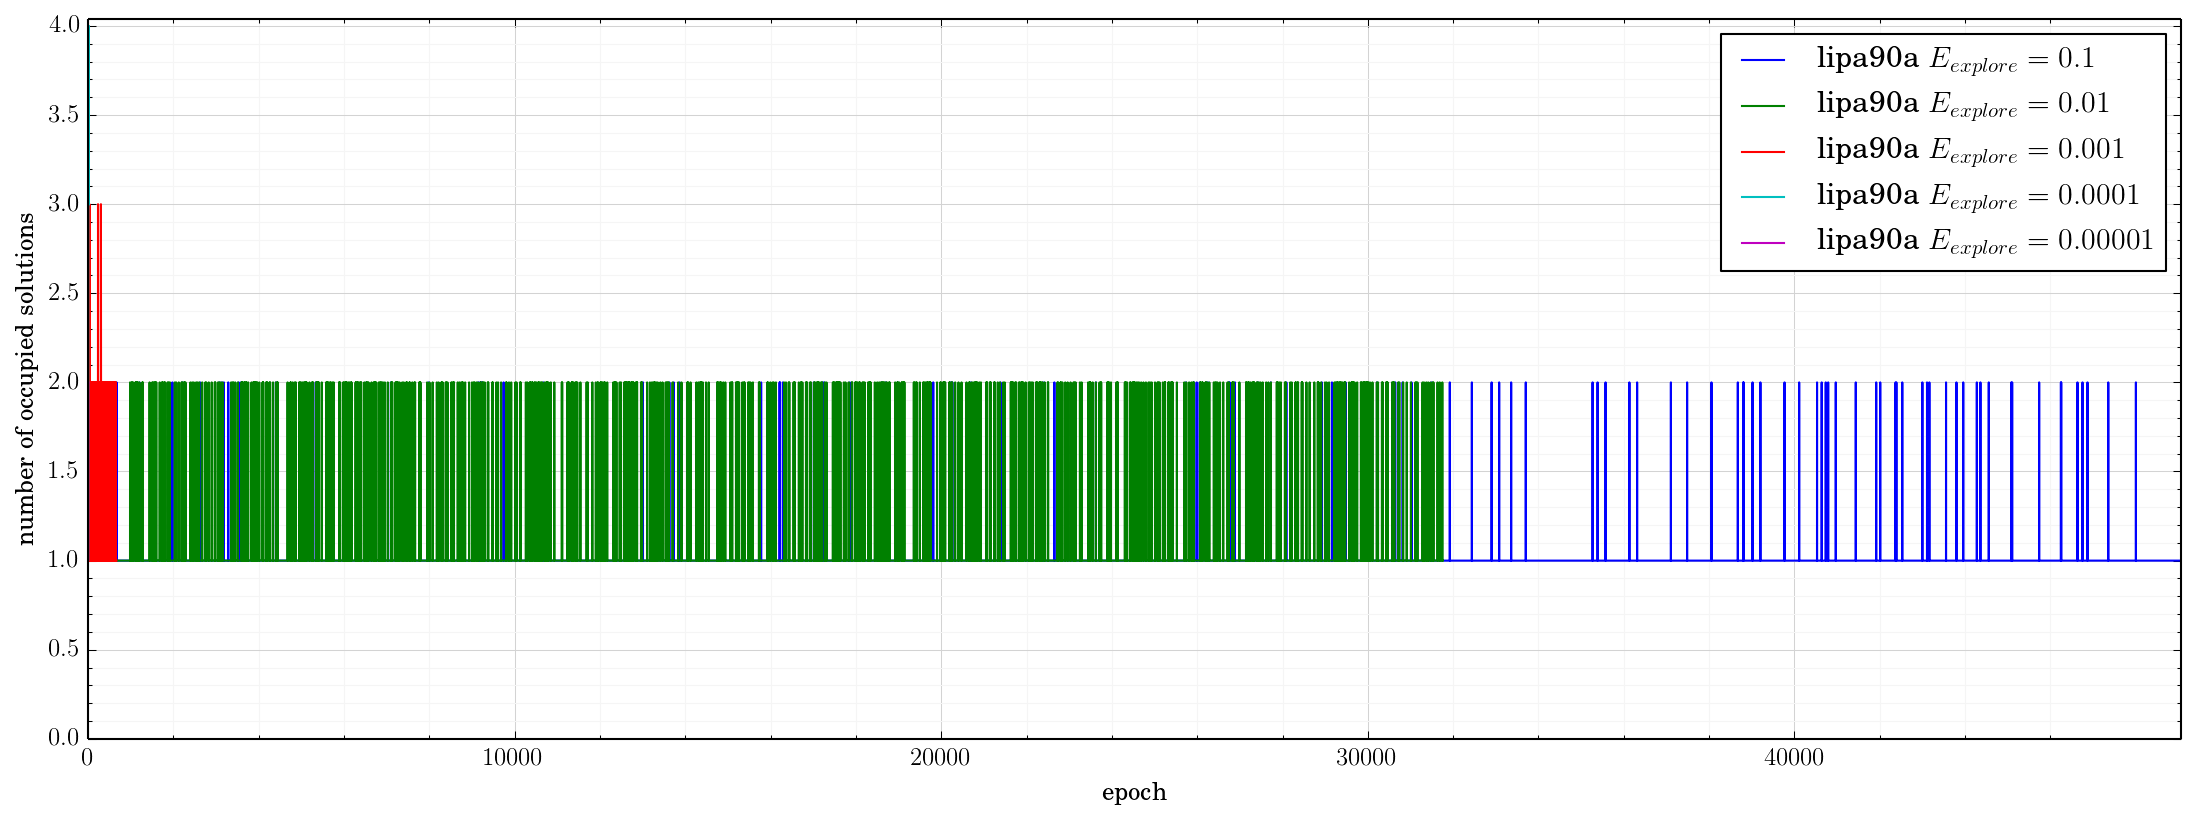 4.0
3.5
3.0
2.5
2.0
1.5
1.0
0.5
0.0
number of occupied solutions
0
10000
20000
30000
40000
epoch
lipa90a E_explore = 0.1
lipa90a E_explore = 0.01
lipa90a E_explore = 0.001
lipa90a E_explore = 0.0001
lipa90a E_explore = 0.00001